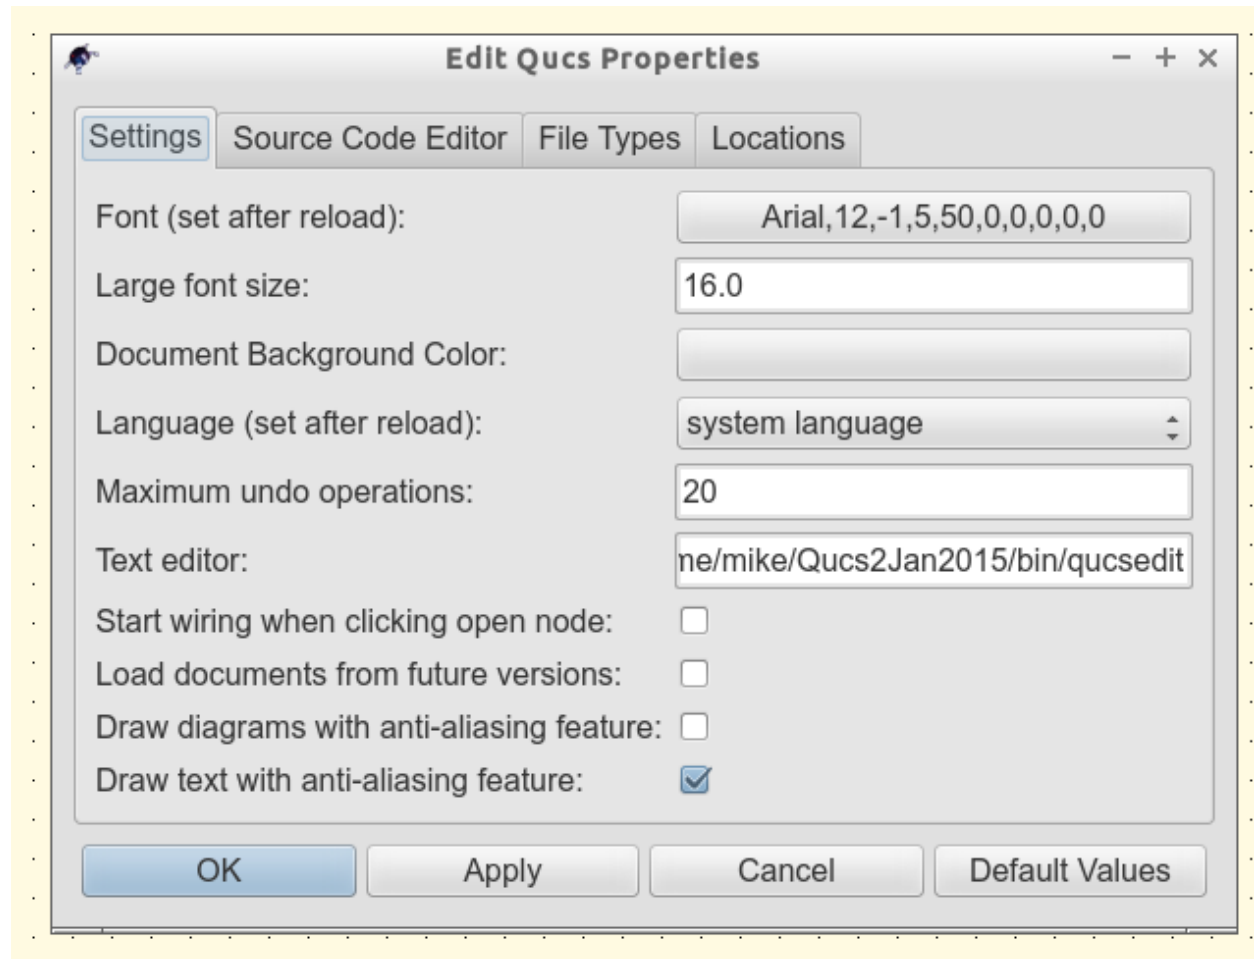 Edit Qucs Properties
Settings Source Code Editor File Types Locations
Font (set after reload): Arial,12,-1,5,50,0,0,0,0,0
Large font size: 16.0
Document Background Color:
Language (set after reload): system language
Maximum undo operations: 20
Text editor: me/mike/Qucs2Jan2015/bin/qucsedit
Start wiring when clicking open node:
Load documents from future versions:
Draw diagrams with anti-aliasing feature:
Draw text with anti-aliasing feature:
OK Apply Cancel Default Values